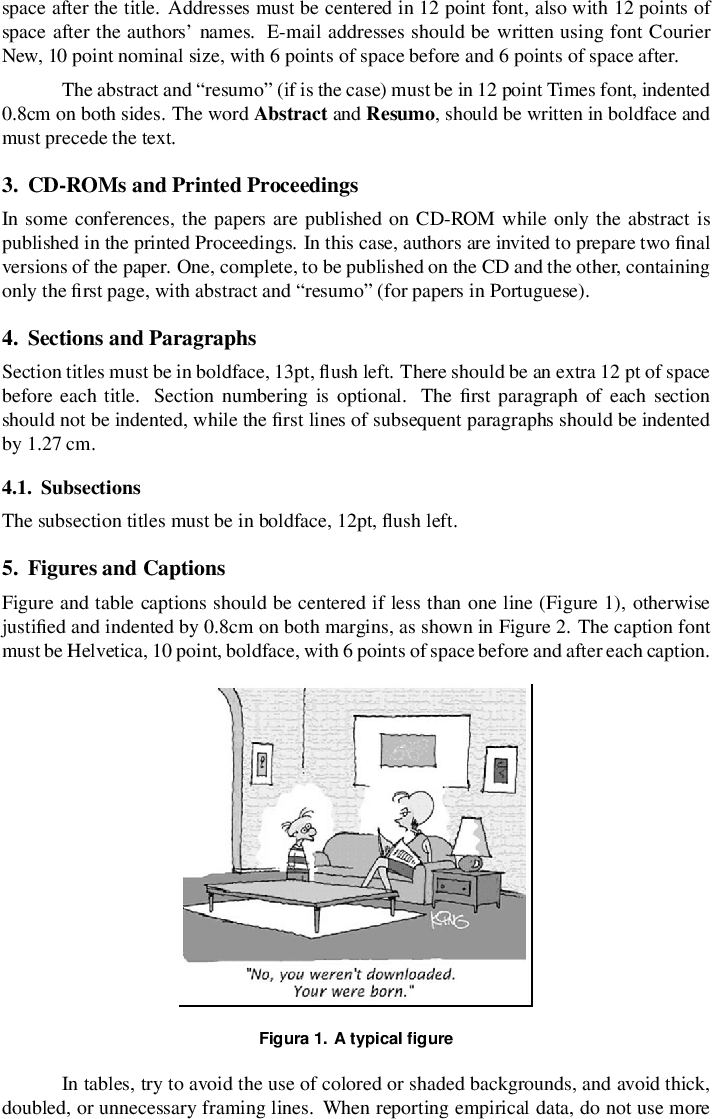 space after the title. Addresses must be centered in 12 point font, also with 12 points of
space after the authors’ names. E-mail addresses should be written using font Courier
New, 10 point nominal size, with 6 points of space before and 6 points of space after.
The abstract and “resumo” (if is the case) must be in 12 point Times font, indented
0.8cm on both sides. The word Abstract and Resumo, should be written in boldface and
must precede the text.
3. CD-ROMs and Printed Proceedings
In some conferences, the papers are published on CD-ROM while only the abstract is
published in the printed Proceedings. In this case, authors are invited to prepare two final
versions of the paper. One, complete, to be published on the CD and the other, containing
only the first page, with abstract and “resumo” (for papers in Portuguese).
4. Sections and Paragraphs
Section titles must be in boldface, 13pt, flush left. There should be an extra 12 pt of space
before each title. Section numbering is optional. The first paragraph of each section
should not be indented, while the first lines of subsequent paragraphs should be indented
by 1.27 cm.
4.1. Subsections
The subsection titles must be in boldface, 12pt, flush left.
5. Figures and Captions
Figure and table captions should be centered if less than one line (Figure 1), otherwise
justified and indented by 0.8cm on both margins, as shown in Figure 2. The caption font
must be Helvetica, 10 point, boldface, with 6 points of space before and after each caption.
"No, you weren't downloaded.
Your were born."
Figura 1. A typical figure
In tables, try to avoid the use of colored or shaded backgrounds, and avoid thick,
doubled, or unnecessary framing lines. When reporting empirical data, do not use more